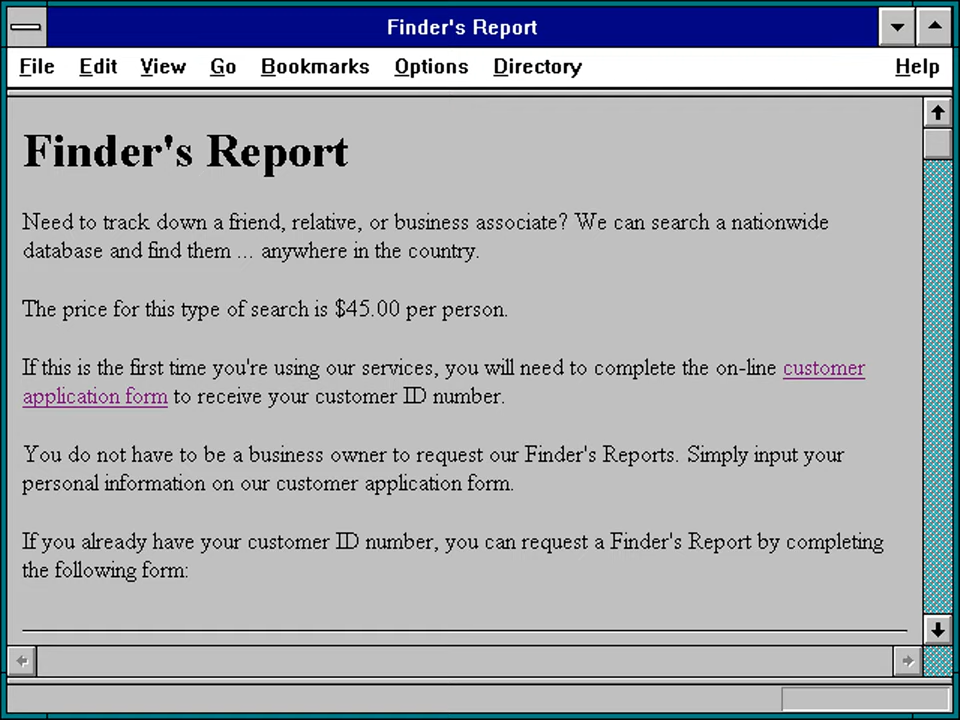 Finder's Report
File Edit View Go Bookmarks Options Directory Help
Finder's Report
Need to track down a friend, relative, or business associate? We can search a nationwide
database and find them ... anywhere in the country.
The price for this type of search is $45.00 per person.
If this is the first time you're using our services, you will need to complete the on-line customer
application form to receive your customer ID number.
You do not have to be a business owner to request our Finder's Reports. Simply input your
personal information on our customer application form.
If you already have your customer ID number, you can request a Finder's Report by completing
the following form: